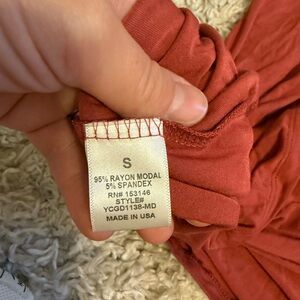 S
95% RAYON MODAL
5% SPANDEX
RN# 153146
STYLE#
YCGD1138-MD
MADE IN USA